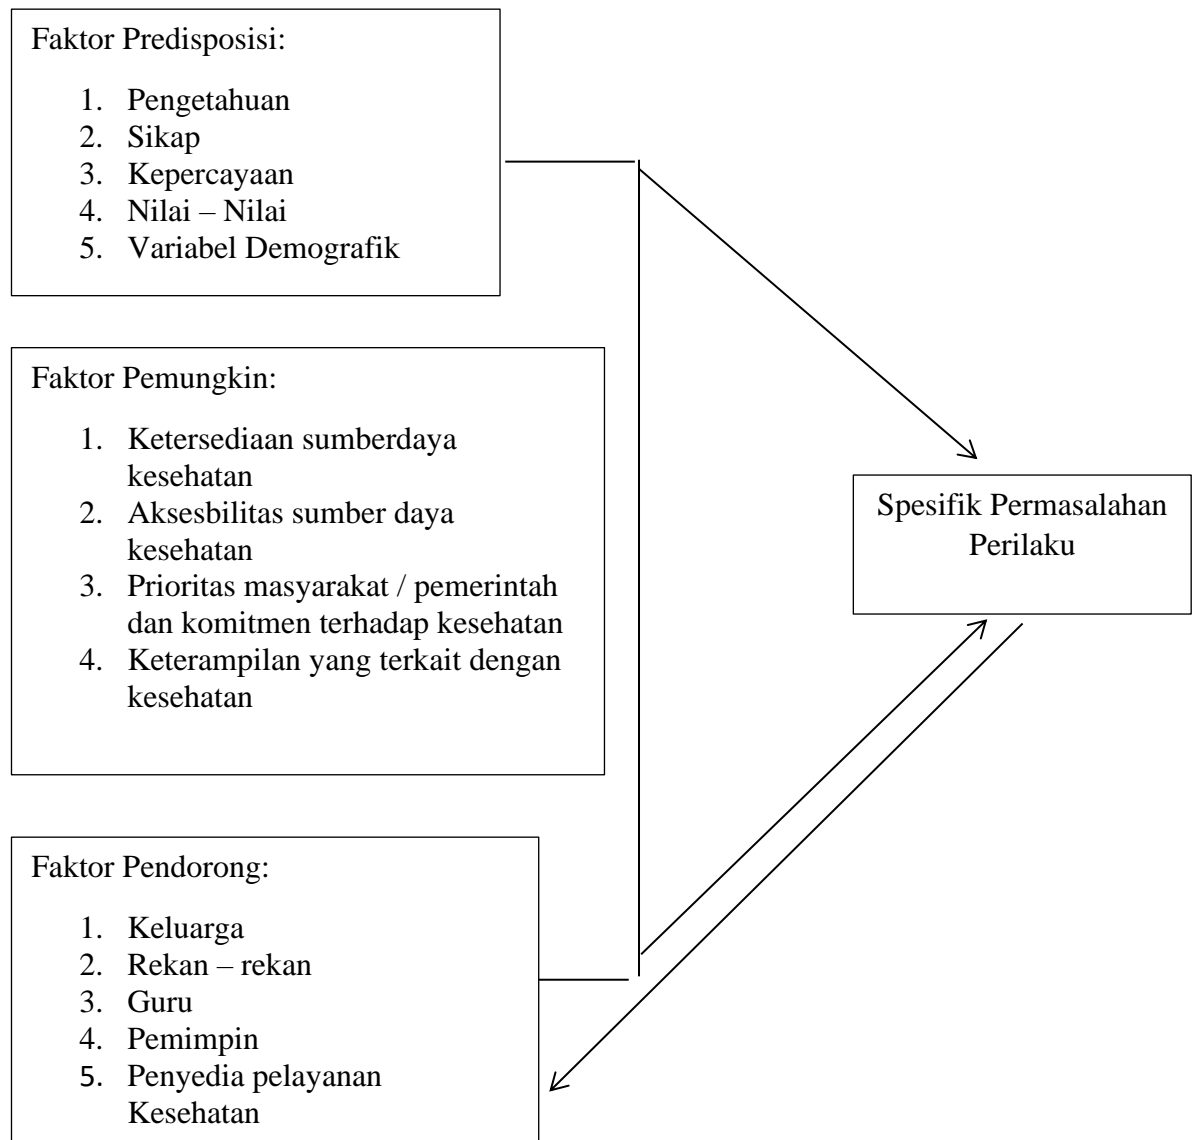 Faktor Predisposisi:
1. Pengetahuan
2. Sikap
3. Kepercayaan
4. Nilai – Nilai
5. Variabel Demografik
Faktor Pemungkin:
1. Ketersediaan sumberdaya
kesehatan
2. Aksesbilitas sumber daya
kesehatan
3. Prioritas masyarakat / pemerintah
dan komitmen terhadap kesehatan
4. Keterampilan yang terkait dengan
kesehatan
Spesifik Permasalahan
Perilaku
Faktor Pendorong:
1. Keluarga
2. Rekan – rekan
3. Guru
4. Pemimpin
5. Penyedia pelayanan
Kesehatan